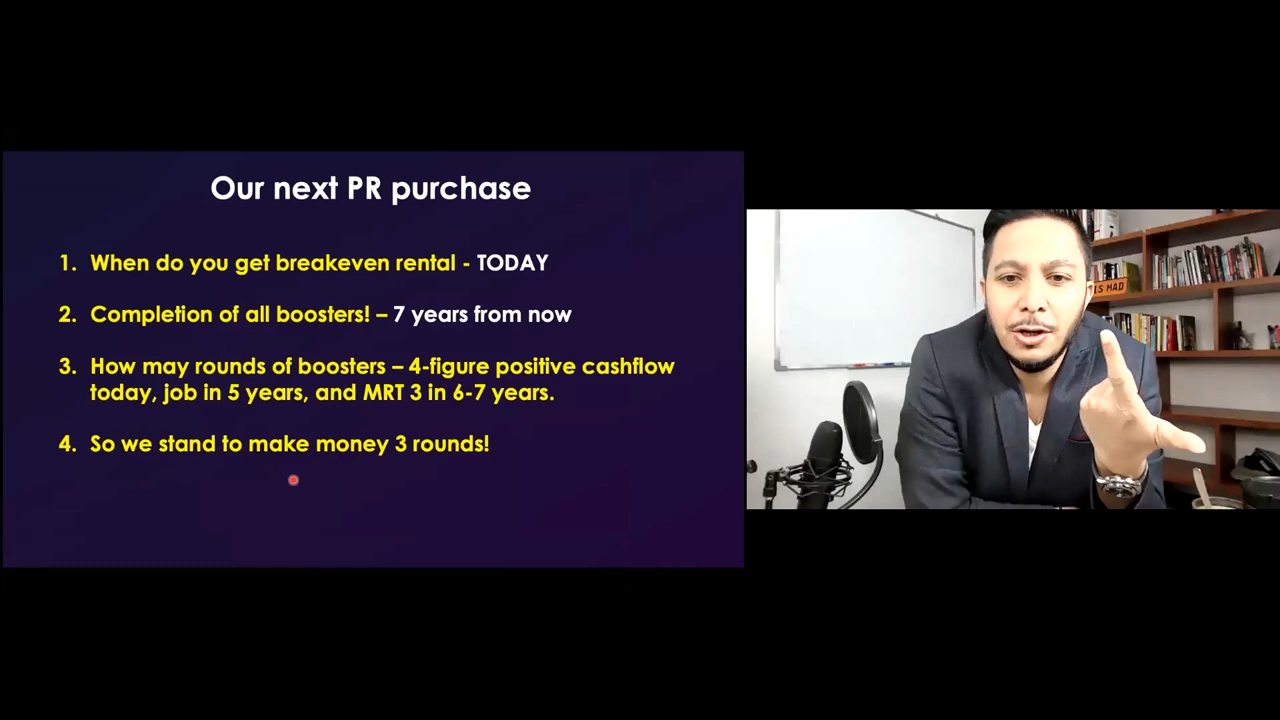 Our next PR purchase
1. When do you get breakeven rental - TODAY
2. Completion of all boosters! – 7 years from now
3. How may rounds of boosters – 4-figure positive cashflow
today, job in 5 years, and MRT 3 in 6-7 years.
4. So we stand to make money 3 rounds!
IS MAD